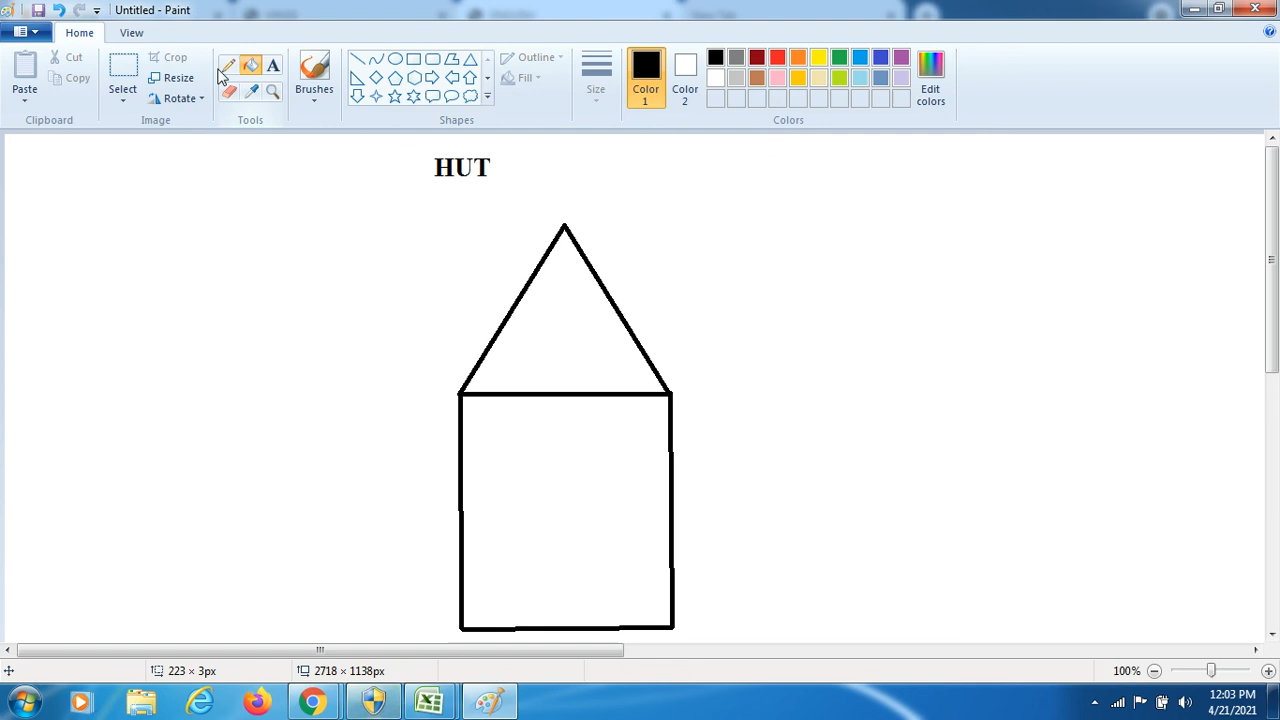 Untitled - Paint
Home
View
Paste
Cut
Copy
Clipboard
Select
Crop
Resize
Rotate
Image
A
Tools
Brushes
Outline
Fill
Shapes
Size
Color 1
Color 2
Edit colors
Colors
HUT
223 × 3px
2718 × 1138px
100%
12:03 PM
4/21/2021